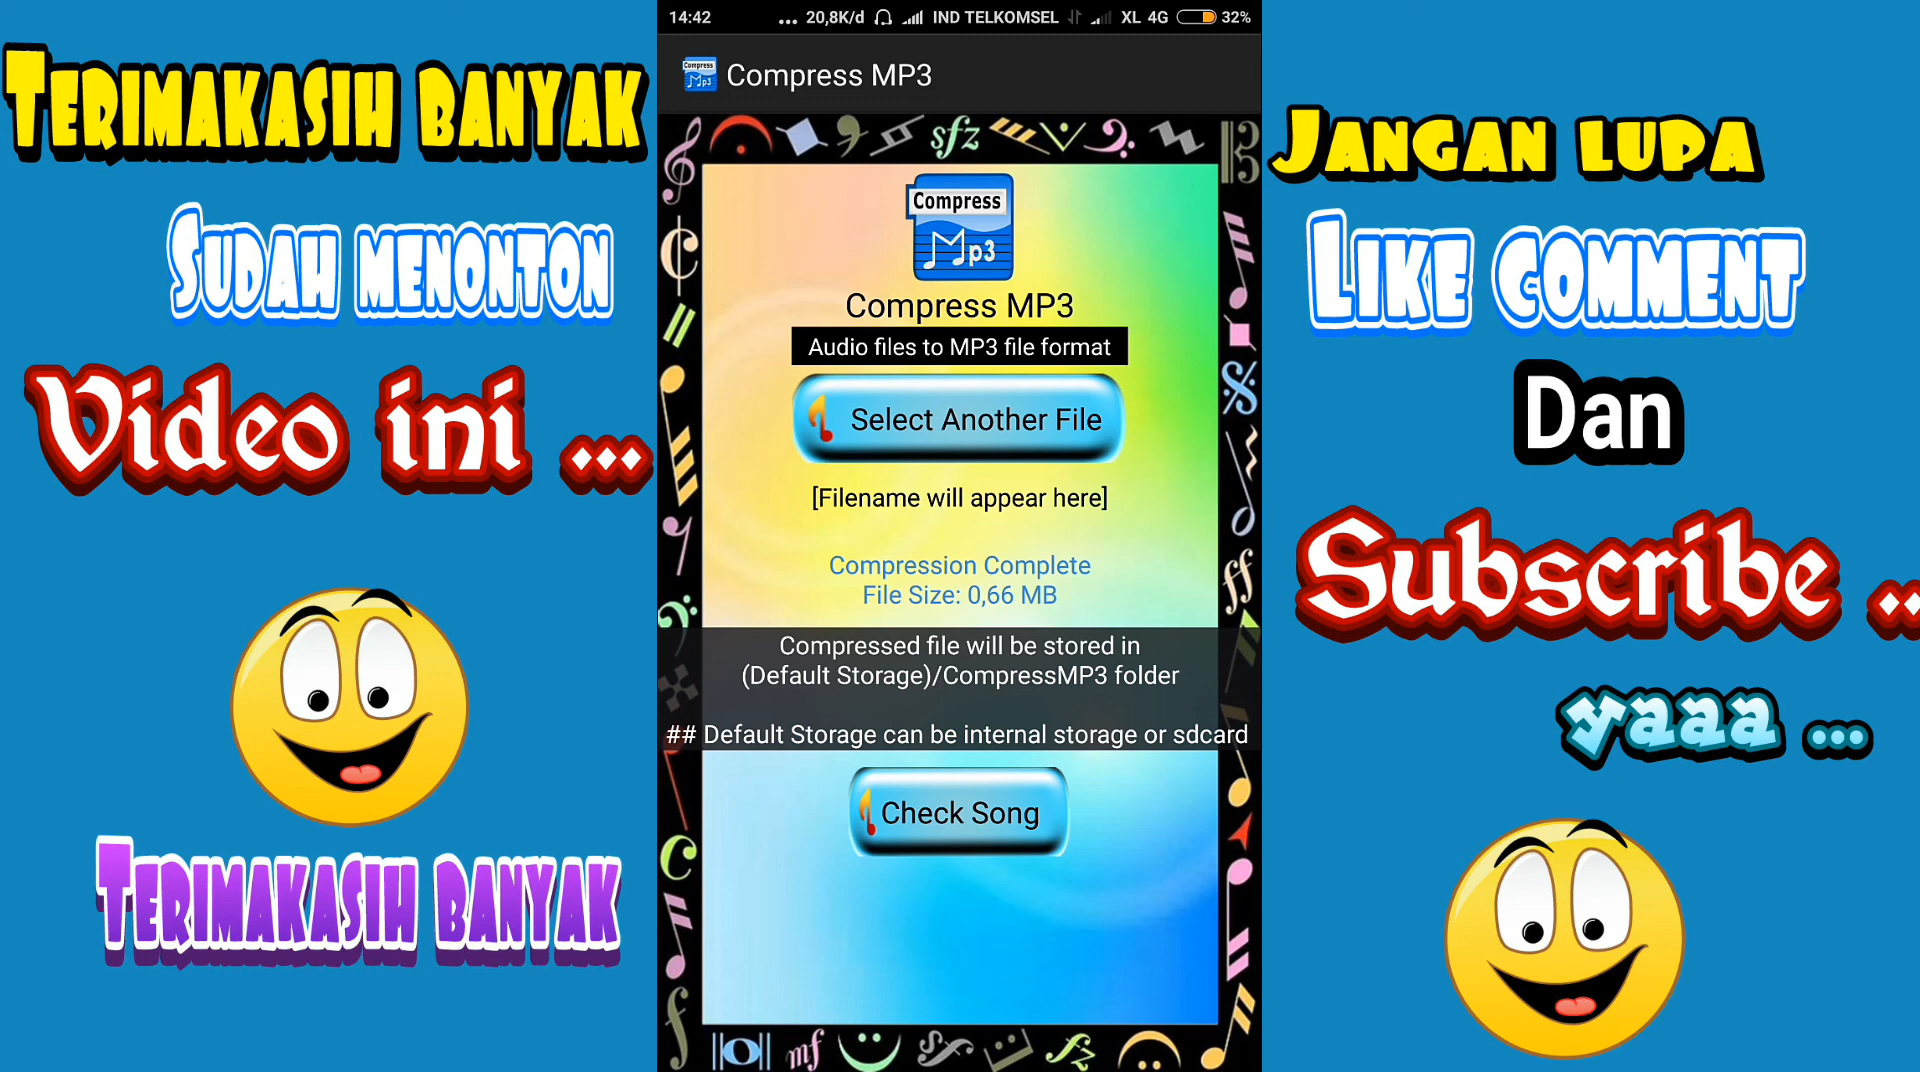 TERIMAKASIH BANYAK
SUDAH MENONTON
Video ini ...
TERIMAKASIH BANYAK
14:42 ... 20,8K/d IND TELKOMSEL XL 4G 32%
Compress MP3
sfz
Compress
Mp3
Compress MP3
Audio files to MP3 file format
Select Another File
[Filename will appear here]
Compression Complete
File Size: 0,66 MB
Compressed file will be stored in
(Default Storage)/CompressMP3 folder
## Default Storage can be internal storage or sdcard
Check Song
ff
mf
JANGAN LUPA
LIKE COMMENT
Dan
Subscribe ..
yaaa ...